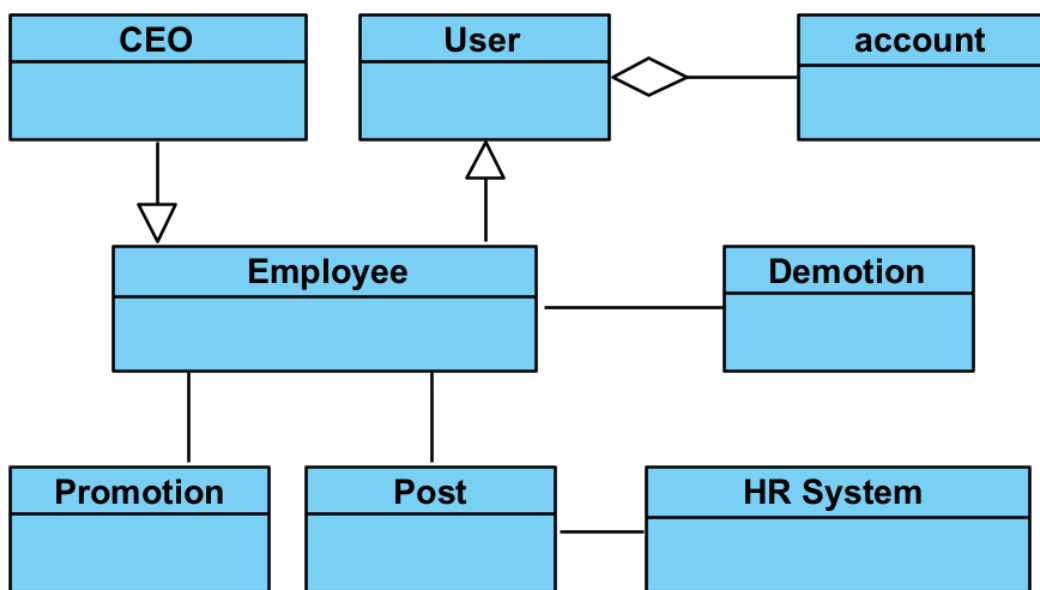 CEO
User
account
Employee
Demotion
Promotion
Post
HR System